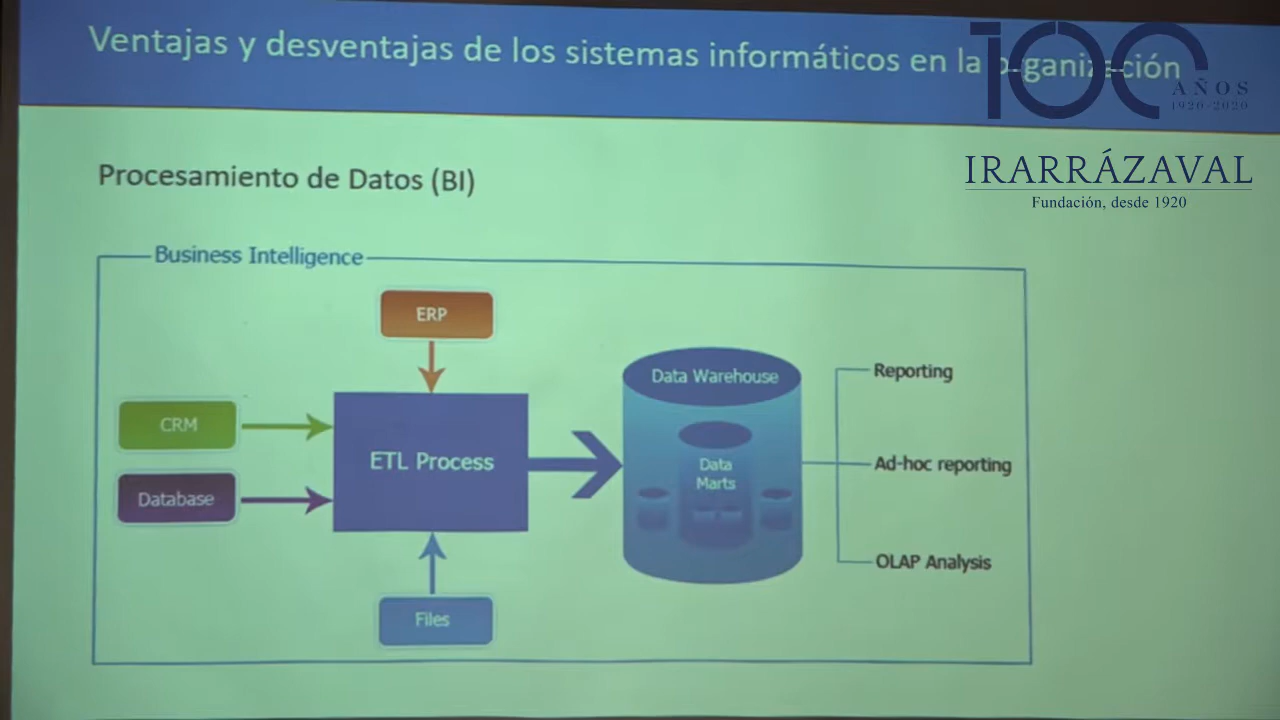 Ventajas y desventajas de los sistemas informáticos en la organización
100 AÑOS
1920/2020
IRARRÁZAVAL
Fundación, desde 1920
Procesamiento de Datos (BI)
Business Intelligence
ERP
CRM
Database
ETL Process
Files
Data Warehouse
Data
Marts
Reporting
Ad-hoc reporting
OLAP Analysis